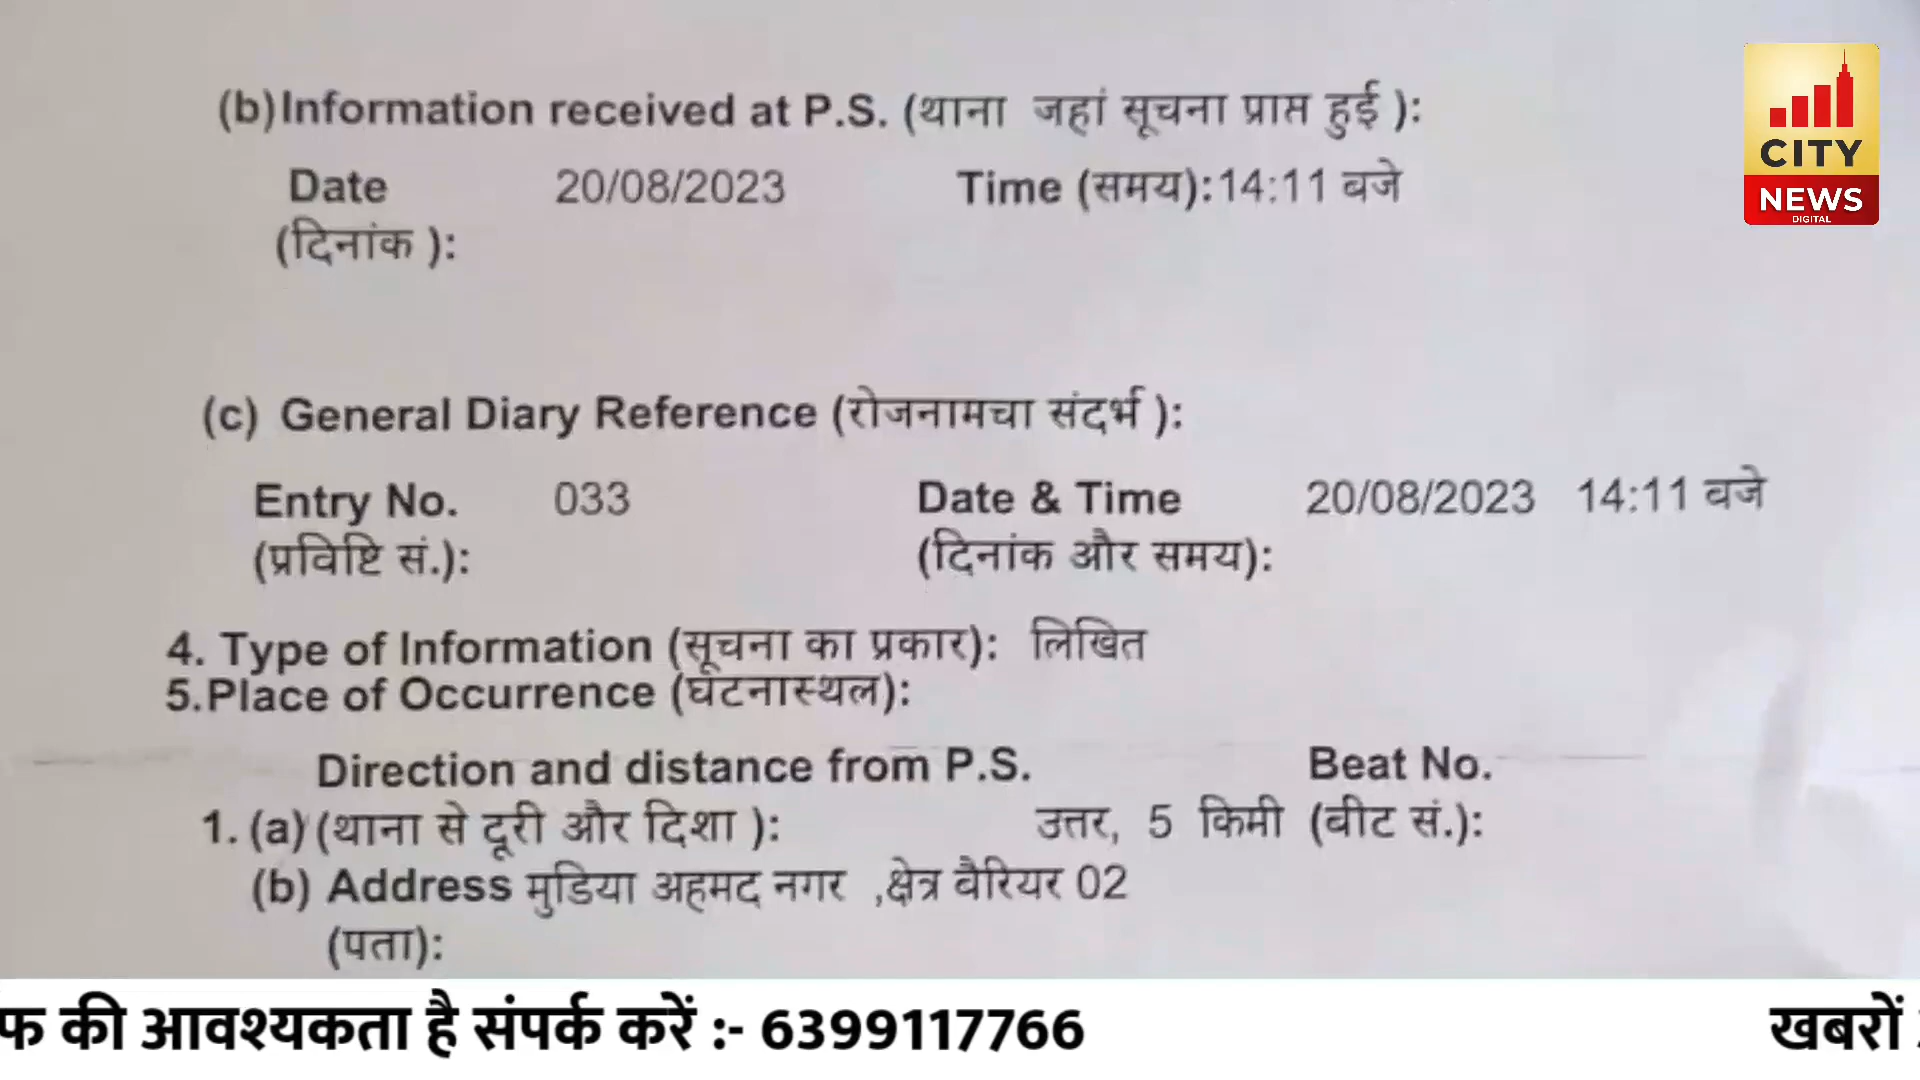 (b)Information received at P.S. (थाना जहां सूचना प्राप्त हुई ):
Date 20/08/2023 Time (समय):14:11 बजे
(दिनांक ):
(c) General Diary Reference (रोजनामचा संदर्भ ):
Entry No. 033 Date & Time 20/08/2023 14:11 बजे
(प्रविष्टि सं.): (दिनांक और समय):
4. Type of Information (सूचना का प्रकार): लिखित
5.Place of Occurrence (घटनास्थल):
Direction and distance from P.S. Beat No.
1. (a)(थाना से दूरी और दिशा ): उत्तर, 5 किमी (बीट सं.):
(b) Address मुडिया अहमद नगर ,क्षेत्र वैरियर 02
(पता):
CITY
NEWS
DIGITAL
की आवश्यकता है संपर्क करें :- 6399117766 खबरों